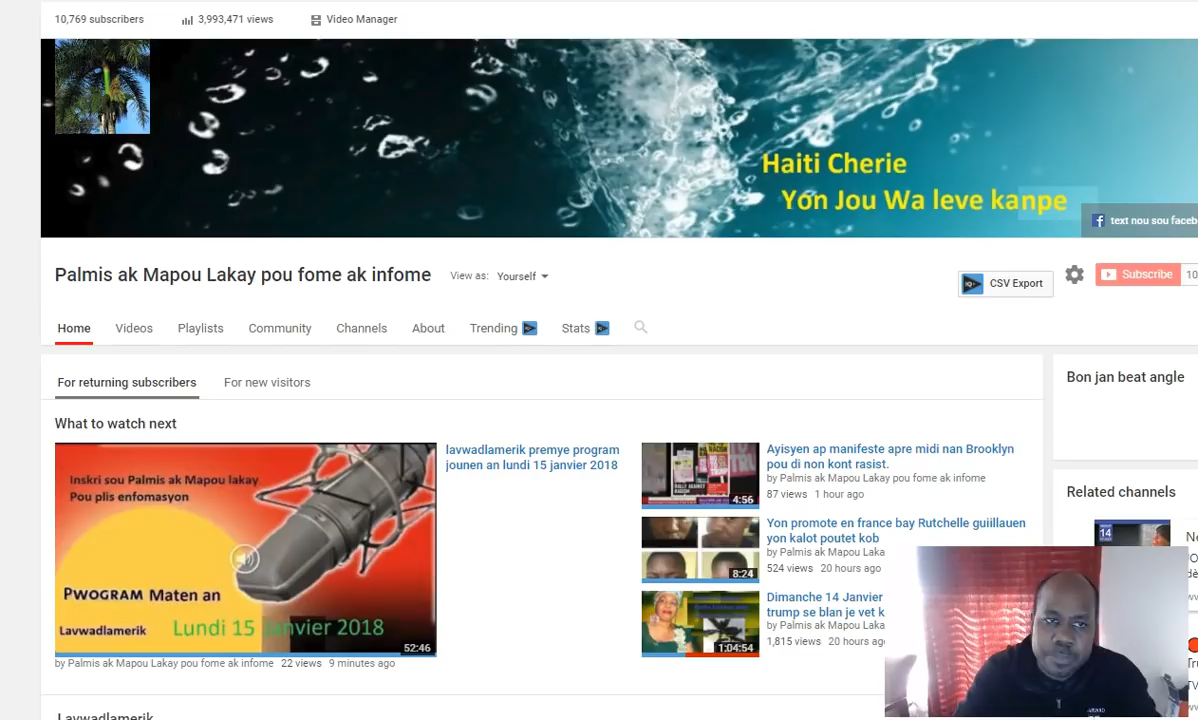 10,769 subscribers
3,993,471 views
Video Manager
Haiti Cherie
Yon Jou Wa leve kanpe
text nou sou faceb
Palmis ak Mapou Lakay pou fome ak infome
View as: Yourself
CSV Export
Subscribe
10
Home
Videos
Playlists
Community
Channels
About
Trending
Stats
For returning subscribers
For new visitors
Bon jan beat angle
What to watch next
Inskri sou Palmis ak Mapou lakay
Pou plis enfomasyon
PWOGRAM Maten an
Lavwadlamerik
Lundi 15 Janvier 2018
52:46
by Palmis ak Mapou Lakay pou fome ak infome
22 views 9 minutes ago
lavwadlamerik premye program
jounen an lundi 15 janvier 2018
4:56
Ayisyen ap manifeste apre midi nan Brooklyn
pou di non kont rasist.
by Palmis ak Mapou Lakay pou fome ak infome
87 views 1 hour ago
8:24
Yon promote en france bay Rutchelle guiillauen
yon kalot poutet kob
by Palmis ak Mapou Laka
524 views 20 hours ago
1:04:54
Dimanche 14 Janvier
trump se blan je vet k
by Palmis ak Mapou Laka
1,815 views 20 hours ago
Related channels
14
Lavwadlamerik